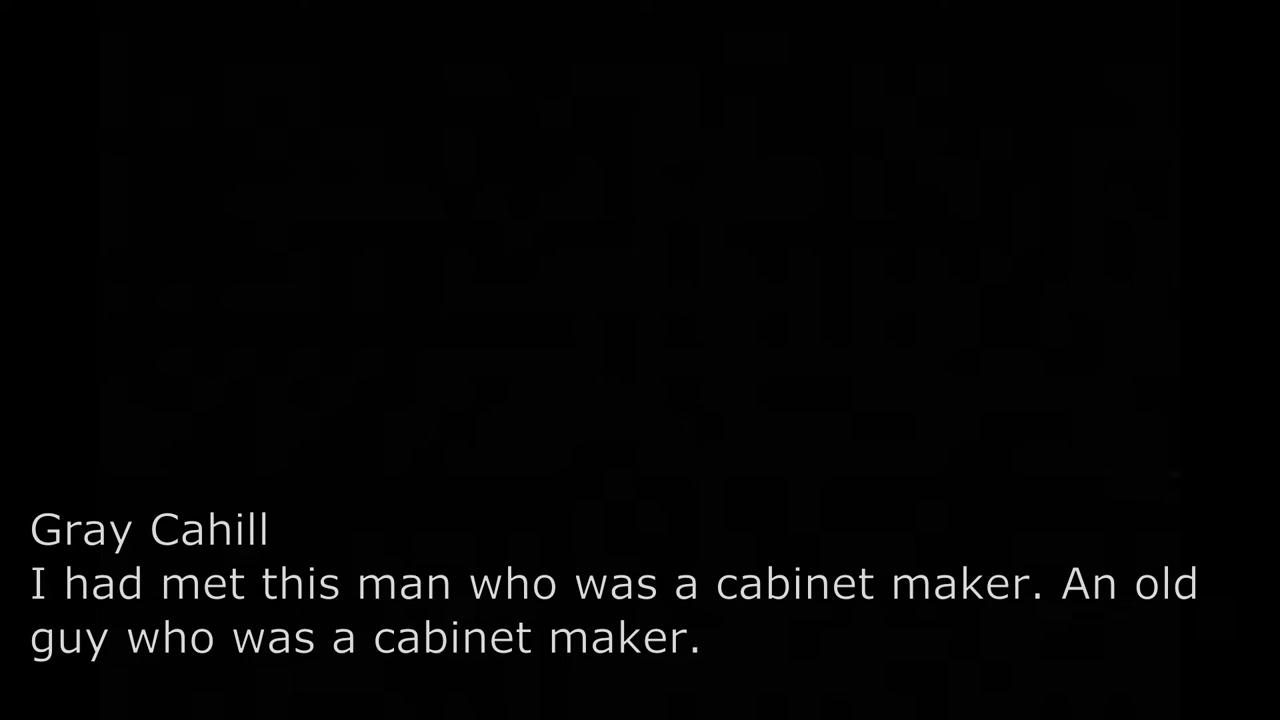 Gray Cahill
I had met this man who was a cabinet maker. An old
guy who was a cabinet maker.